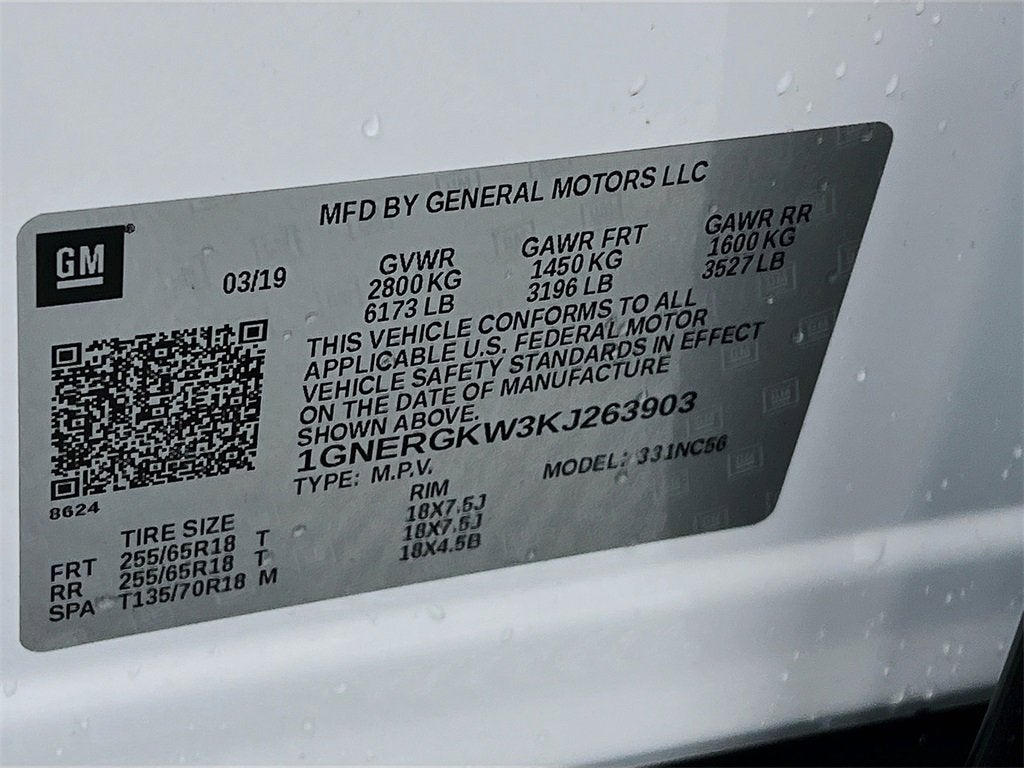 MFD BY GENERAL MOTORS LLC
GM®
03/19
GVWR
2800 KG
6173 LB
GAWR FRT
1450 KG
3196 LB
GAWR RR
1600 KG
3527 LB
THIS VEHICLE CONFORMS TO ALL
APPLICABLE U.S. FEDERAL MOTOR
VEHICLE SAFETY STANDARDS IN EFFECT
ON THE DATE OF MANUFACTURE
SHOWN ABOVE.
1GNERGKW3KJ263903
TYPE: M.P.V. MODEL: 331NC56
8624
TIRE SIZE RIM
FRT 255/65R18 T 18X7.5J
RR 255/65R18 T 18X7.5J
SPA T135/70R18 M 18X4.5B